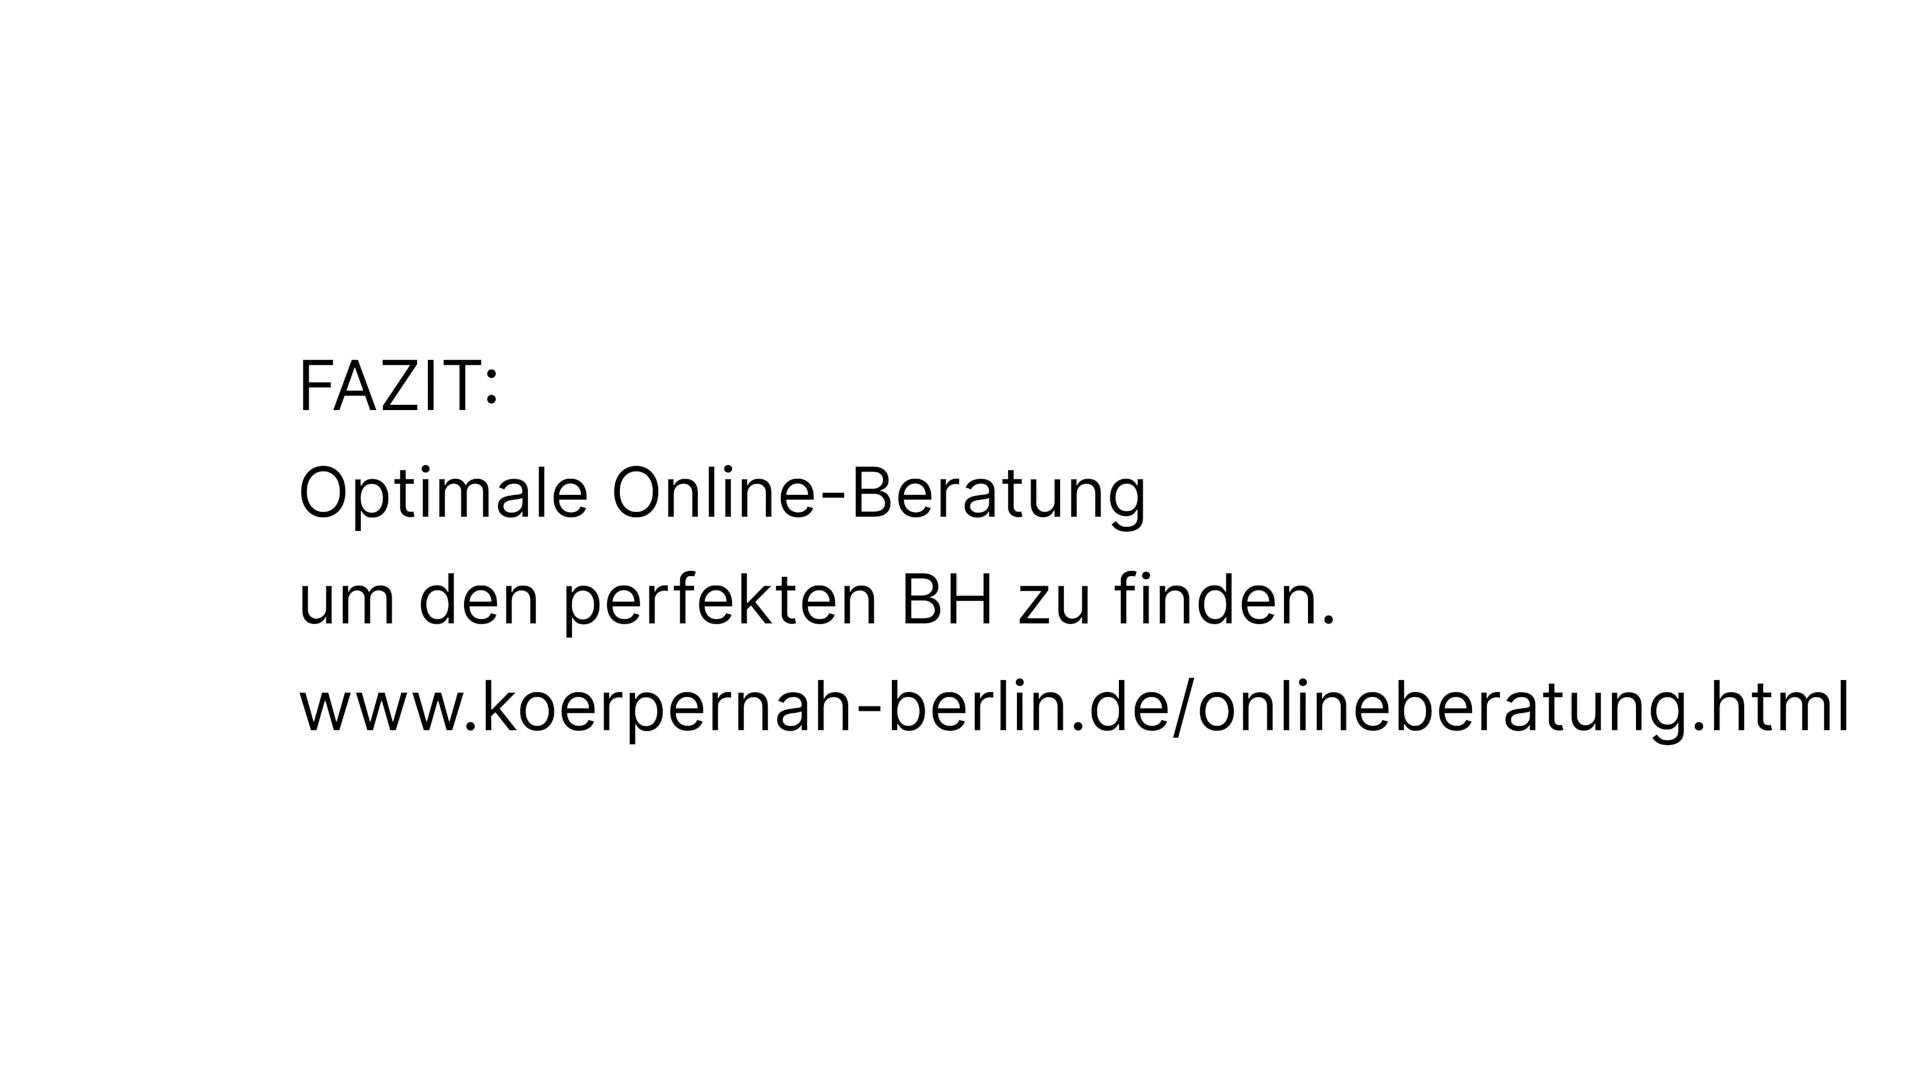 FAZIT:
Optimale Online-Beratung
um den perfekten BH zu finden.
www.koerpernah-berlin.de/onlineberatung.html